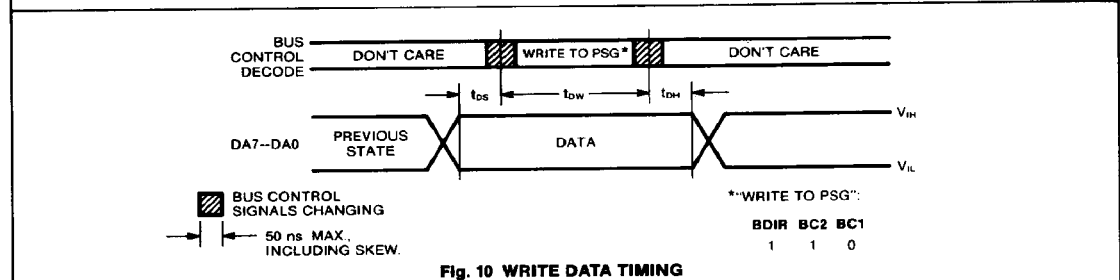 BUS
CONTROL
DECODE
DON'T CARE
WRITE TO PSG*
DON'T CARE
tDS
tDW
tDH
VIH
DA7--DA0
PREVIOUS
STATE
DATA
VIL
BUS CONTROL
SIGNALS CHANGING
50 ns MAX.,
INCLUDING SKEW.
*"WRITE TO PSG":
BDIR BC2 BC1
1 1 0
Fig. 10 WRITE DATA TIMING